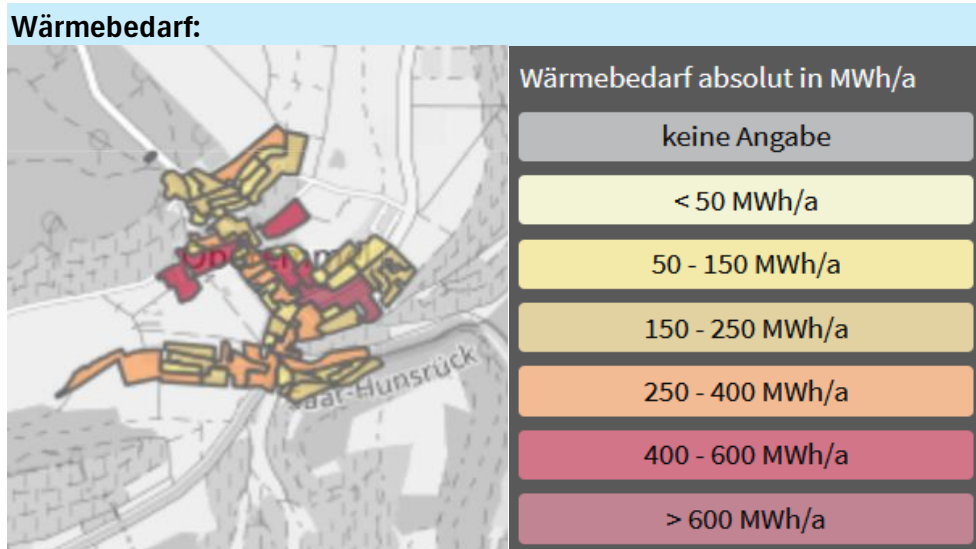 Wärmebedarf:
Wärmebedarf absolut in MWh/a
keine Angabe
< 50 MWh/a
50 - 150 MWh/a
150 - 250 MWh/a
250 - 400 MWh/a
400 - 600 MWh/a
> 600 MWh/a